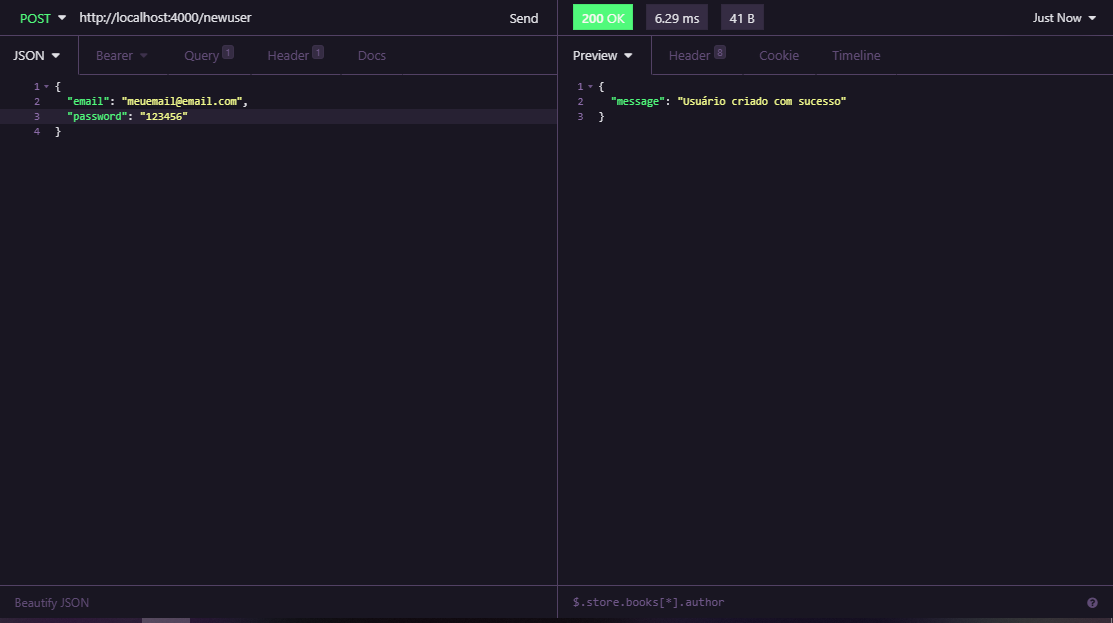 POST http://localhost:4000/newuser Send 200 OK 6.29 ms 41 B Just Now
JSON Bearer Query 1 Header 1 Docs Preview Header 8 Cookie Timeline
1 {
2 "email": "meuemail@email.com",
3 "password": "123456"
4 }
1 {
2 "message": "Usuário criado com sucesso"
3 }
Beautify JSON $.store.books[*].author ?